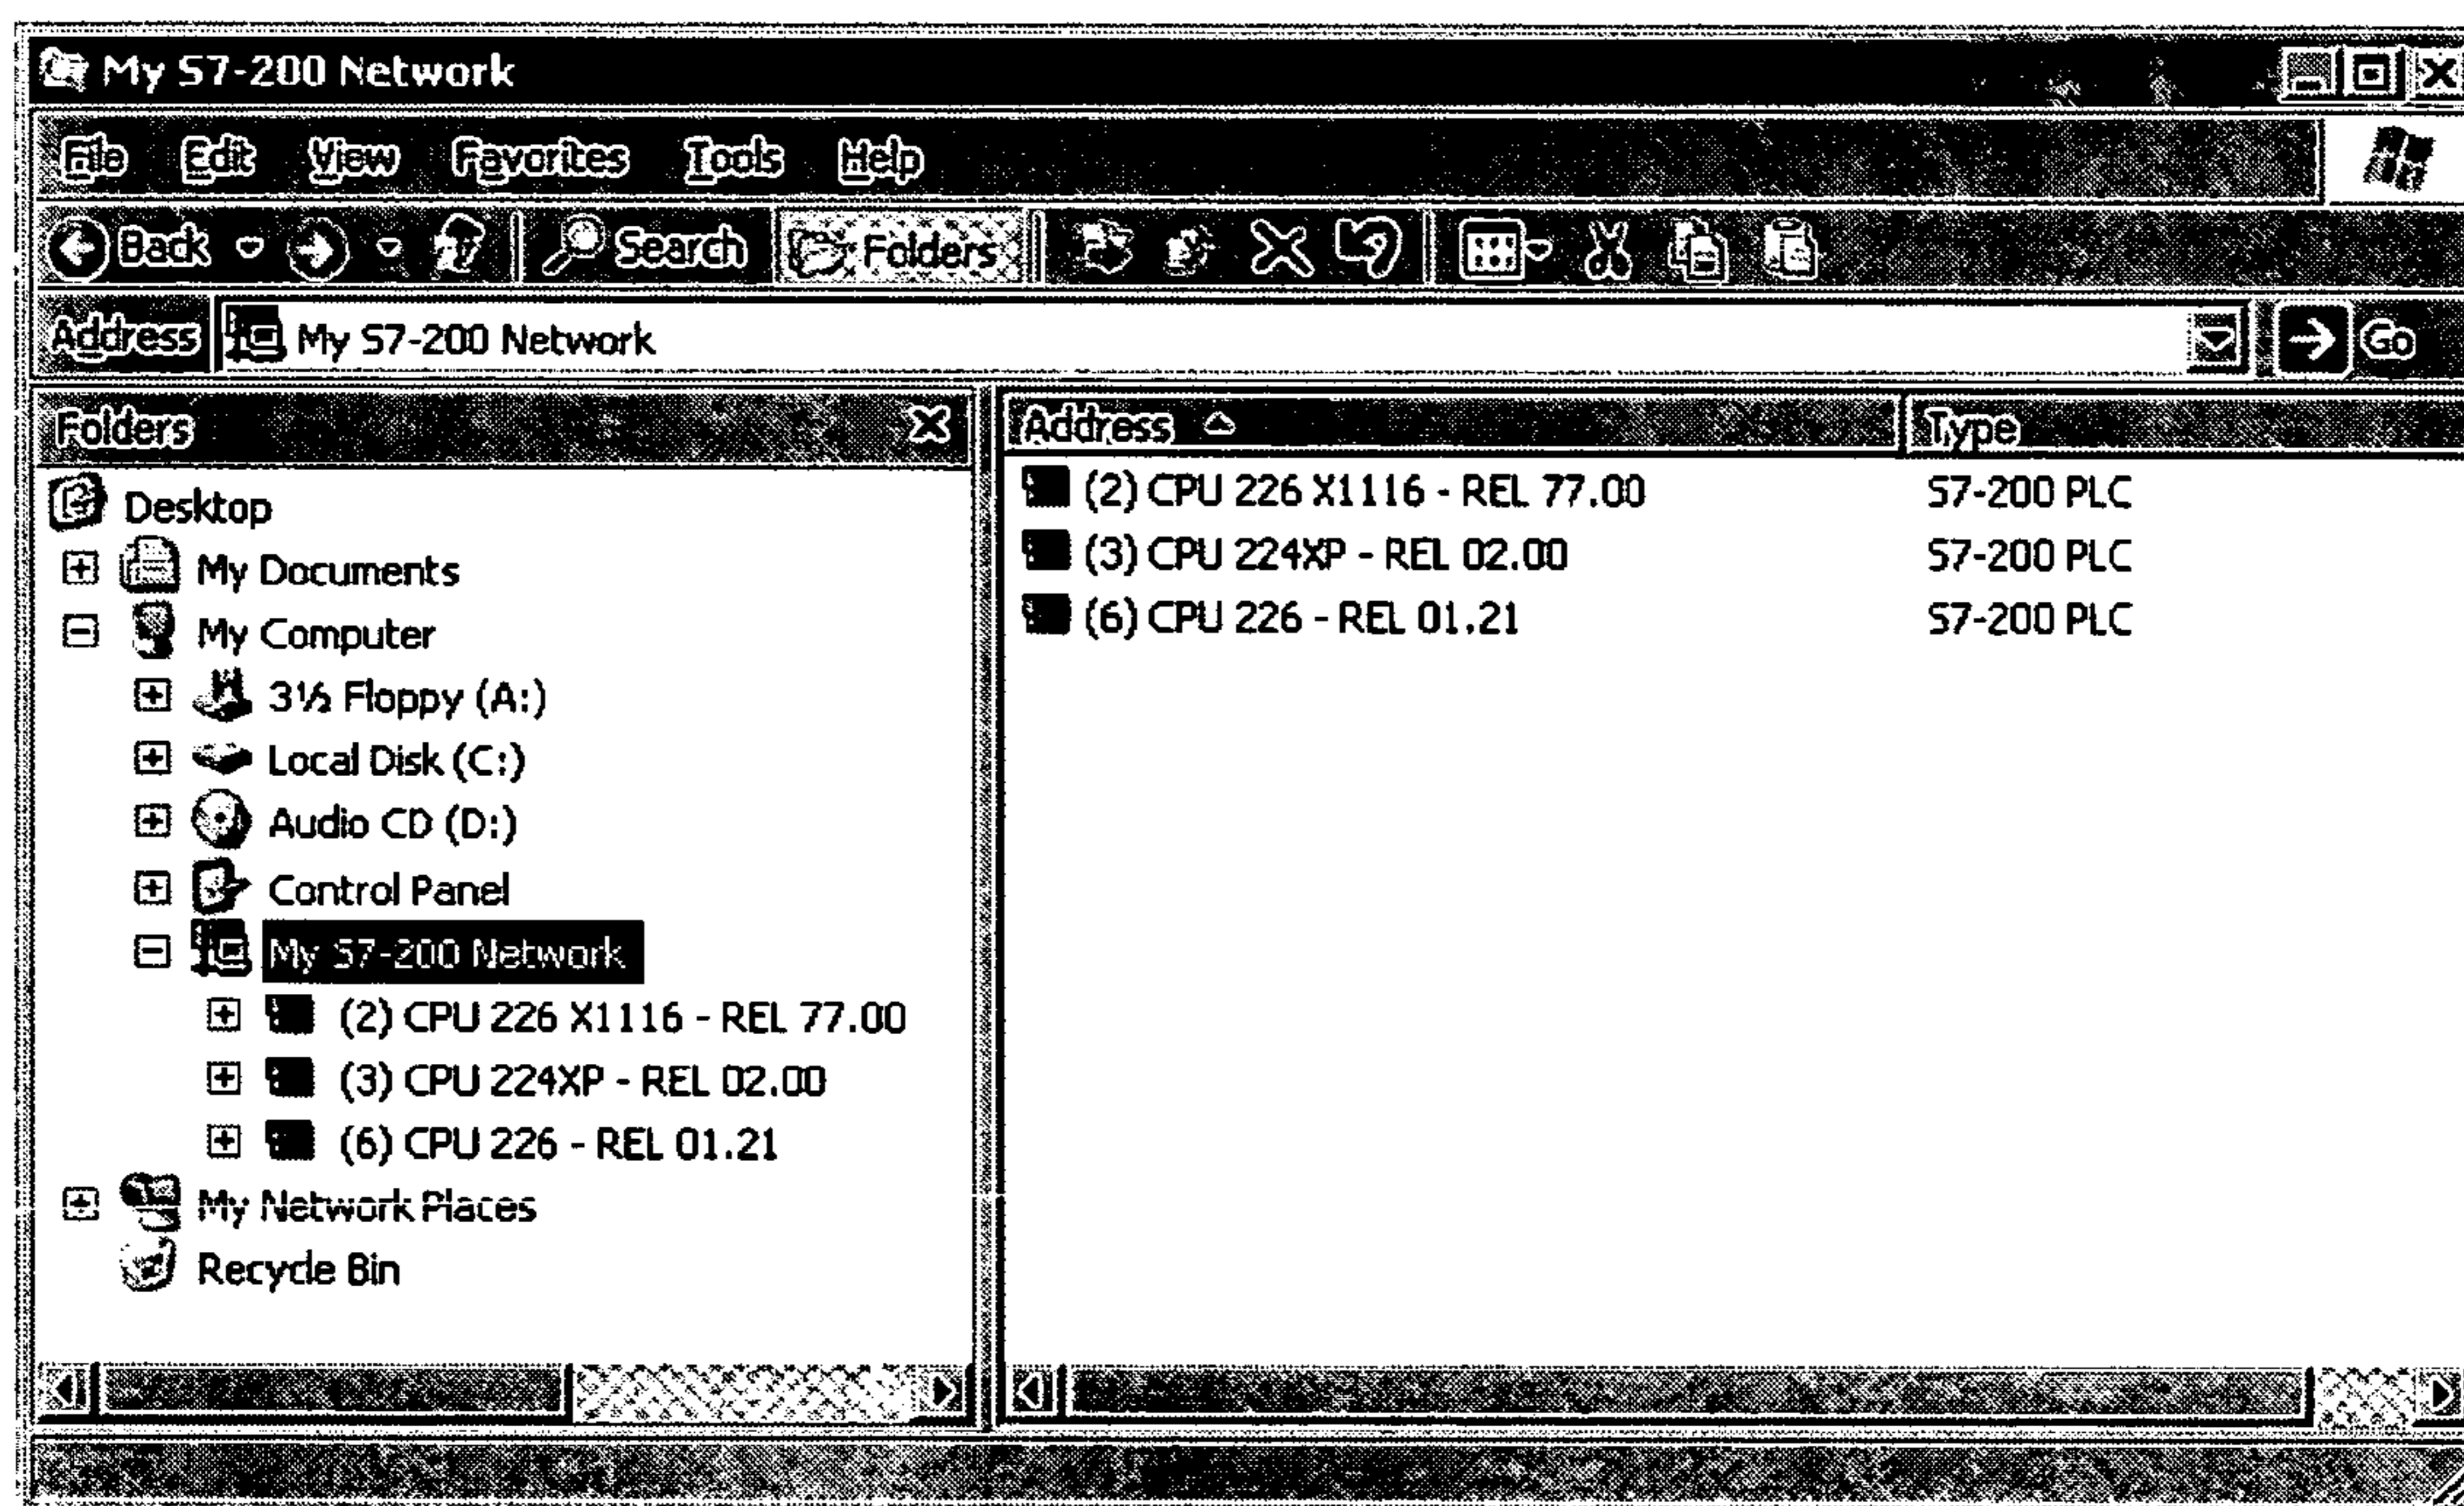 My S7-200 Network
File Edit View Favorites Tools Help
Back Search Folders
Address My S7-200 Network Go
Folders
Desktop
My Documents
My Computer
3½ Floppy (A:)
Local Disk (C:)
Audio CD (D:)
Control Panel
My S7-200 Network
(2) CPU 226 X1116 - REL 77.00
(3) CPU 224XP - REL 02.00
(6) CPU 226 - REL 01.21
My Network Places
Recycle Bin
Address Type
(2) CPU 226 X1116 - REL 77.00 S7-200 PLC
(3) CPU 224XP - REL 02.00 S7-200 PLC
(6) CPU 226 - REL 01.21 S7-200 PLC